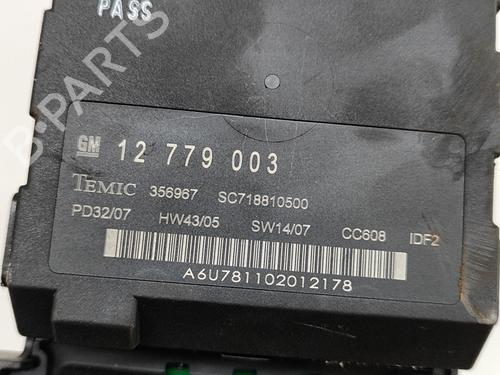 PASS
B-PARTS
GM 12 779 003
TEMIC 356967 SC718810500
PD32/07 HW43/05 SW14/07 CC608 IDF2
A6U781102012178